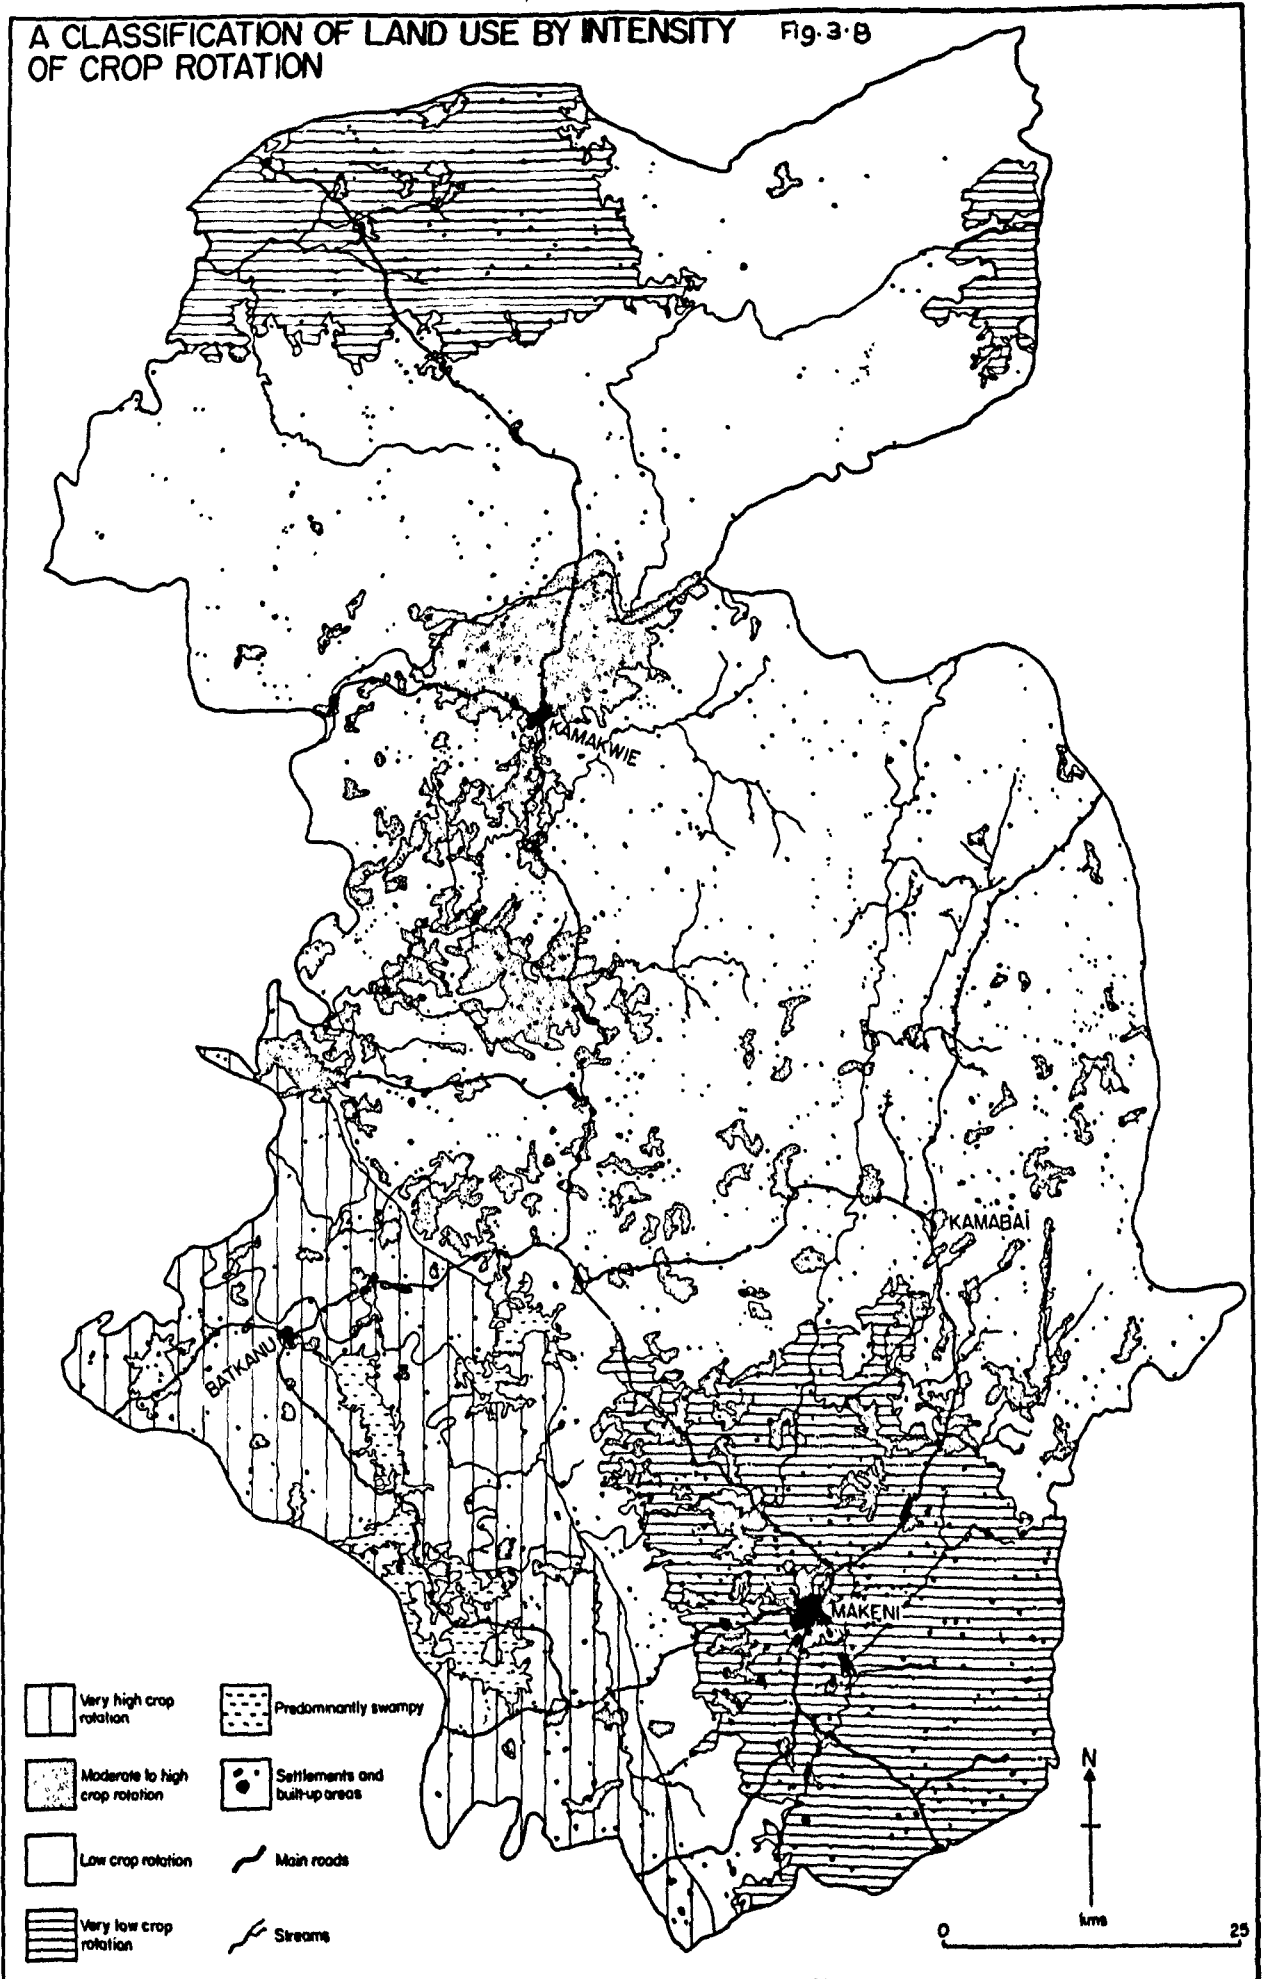 A CLASSIFICATION OF LAND USE BY INTENSITY Fig. 3·8
OF CROP ROTATION
KAMAKWIE
KAMABAI
BATKANU
MAKENI
Very high crop
rotation
Predominantly swampy
Moderate to high
crop rotation
Settlements and
built-up areas
Low crop rotation
Main roads
Very low crop
rotation
Streams
N
kms
0 25